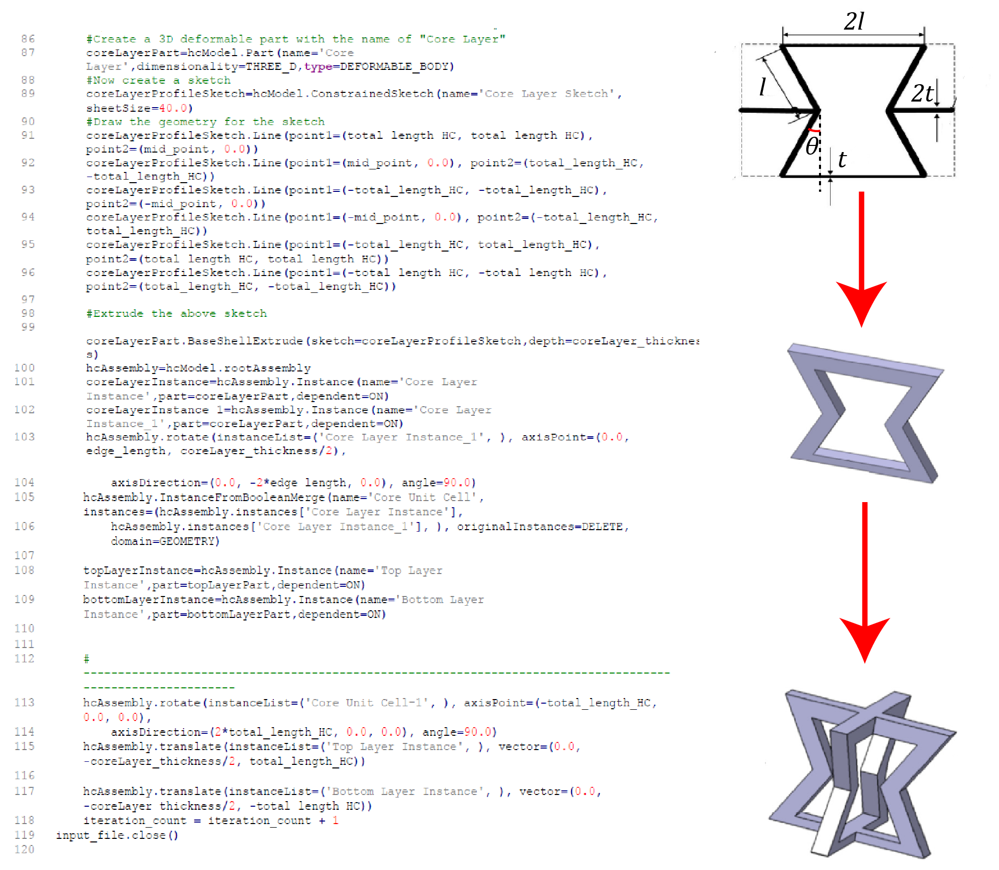 86 #Create a 3D deformable part with the name of "Core Layer"
87 coreLayerPart=hcModel.Part(name='Core
Layer',dimensionality=THREE_D,type=DEFORMABLE_BODY)
88 #Now create a sketch
89 coreLayerProfileSketch=hcModel.ConstrainedSketch(name='Core Layer Sketch',
sheetSize=40.0)
90 #Draw the geometry for the sketch
91 coreLayerProfileSketch.Line(point1=(total length HC, total length HC),
point2=(mid_point, 0.0))
92 coreLayerProfileSketch.Line(point1=(mid_point, 0.0), point2=(total_length_HC,
-total_length_HC))
93 coreLayerProfileSketch.Line(point1=(-total_length_HC, -total_length_HC),
point2=(-mid_point, 0.0))
94 coreLayerProfileSketch.Line(point1=(-mid_point, 0.0), point2=(-total_length_HC,
total_length_HC))
95 coreLayerProfileSketch.Line(point1=(-total_length_HC, total_length_HC),
point2=(total length HC, total length HC))
96 coreLayerProfileSketch.Line(point1=(-total length HC, -total length HC),
point2=(total_length_HC, -total_length_HC))
97
98 #Extrude the above sketch
99
coreLayerPart.BaseShellExtrude(sketch=coreLayerProfileSketch,depth=coreLayer_thicknes
s)
100 hcAssembly=hcModel.rootAssembly
101 coreLayerInstance=hcAssembly.Instance(name='Core Layer
Instance',part=coreLayerPart,dependent=ON)
102 coreLayerInstance 1=hcAssembly.Instance(name='Core Layer
Instance_1',part=coreLayerPart,dependent=ON)
103 hcAssembly.rotate(instanceList=('Core Layer Instance_1', ), axisPoint=(0.0,
edge_length, coreLayer_thickness/2),
104 axisDirection=(0.0, -2*edge length, 0.0), angle=90.0)
105 hcAssembly.InstanceFromBooleanMerge(name='Core Unit Cell',
instances=(hcAssembly.instances['Core Layer Instance'],
106 hcAssembly.instances['Core Layer Instance_1'], ), originalInstances=DELETE,
domain=GEOMETRY)
107
108 topLayerInstance=hcAssembly.Instance(name='Top Layer
Instance',part=topLayerPart,dependent=ON)
109 bottomLayerInstance=hcAssembly.Instance(name='Bottom Layer
Instance',part=bottomLayerPart,dependent=ON)
110
111
112 #
-------------------------------------------------------------------------------------
----------------------
113 hcAssembly.rotate(instanceList=('Core Unit Cell-1', ), axisPoint=(-total_length_HC,
0.0, 0.0),
114 axisDirection=(2*total_length_HC, 0.0, 0.0), angle=90.0)
115 hcAssembly.translate(instanceList=('Top Layer Instance', ), vector=(0.0,
-coreLayer_thickness/2, total_length_HC))
116
117 hcAssembly.translate(instanceList=('Bottom Layer Instance', ), vector=(0.0,
-coreLayer thickness/2, -total length HC))
118 iteration_count = iteration_count + 1
119 input_file.close()
120
2l
l
2t
θ
t